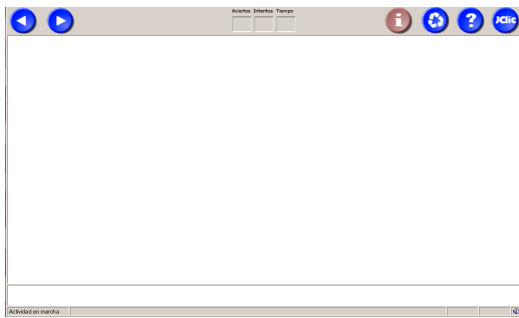 Aciertos Intentos Tiempo
i ? JClic
Actividad en marcha